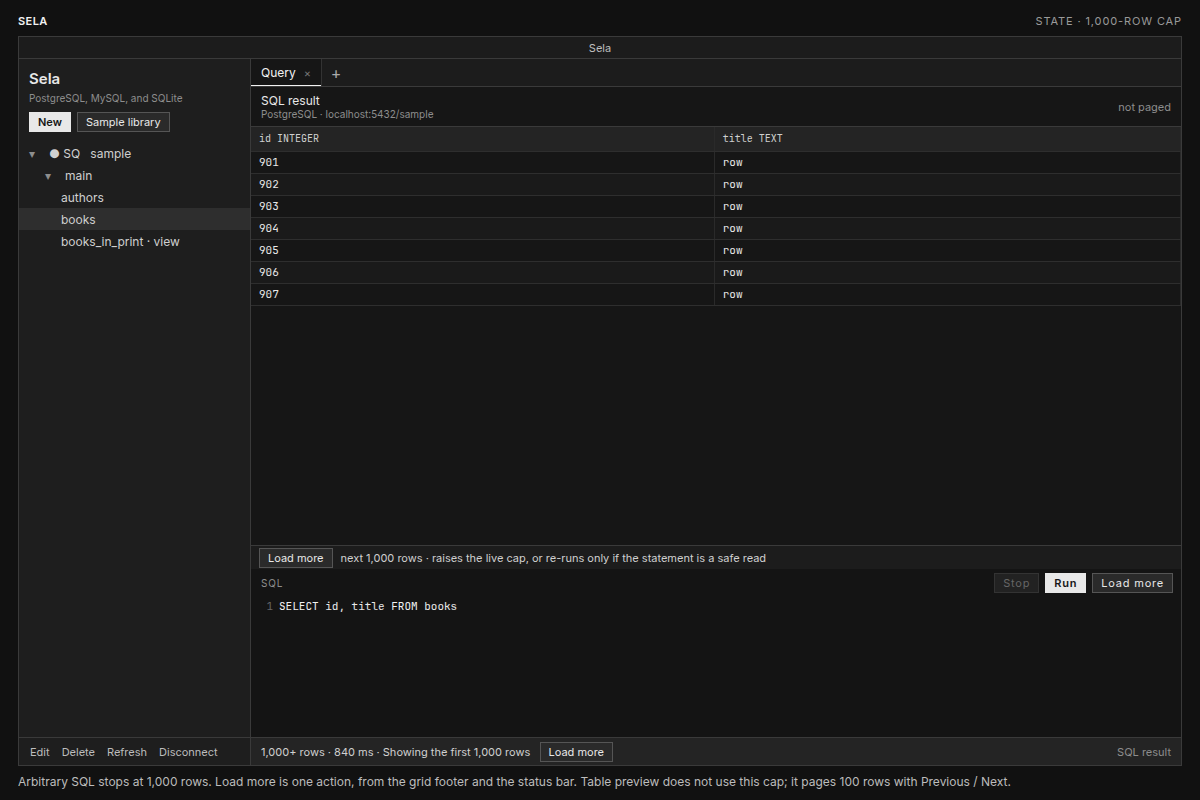 SELA
STATE · 1,000-ROW CAP
Sela
Sela
PostgreSQL, MySQL, and SQLite
New
Sample library
▾ ● SQ sample
▾ main
authors
books
books_in_print · view
Query ×
+
SQL result
PostgreSQL · localhost:5432/sample
not paged
id INTEGER title TEXT
901 row
902 row
903 row
904 row
905 row
906 row
907 row
Load more next 1,000 rows · raises the live cap, or re-runs only if the statement is a safe read
SQL
Stop
Run
Load more
1 SELECT id, title FROM books
Edit Delete Refresh Disconnect
1,000+ rows · 840 ms · Showing the first 1,000 rows
Load more
SQL result
Arbitrary SQL stops at 1,000 rows. Load more is one action, from the grid footer and the status bar. Table preview does not use this cap; it pages 100 rows with Previous / Next.